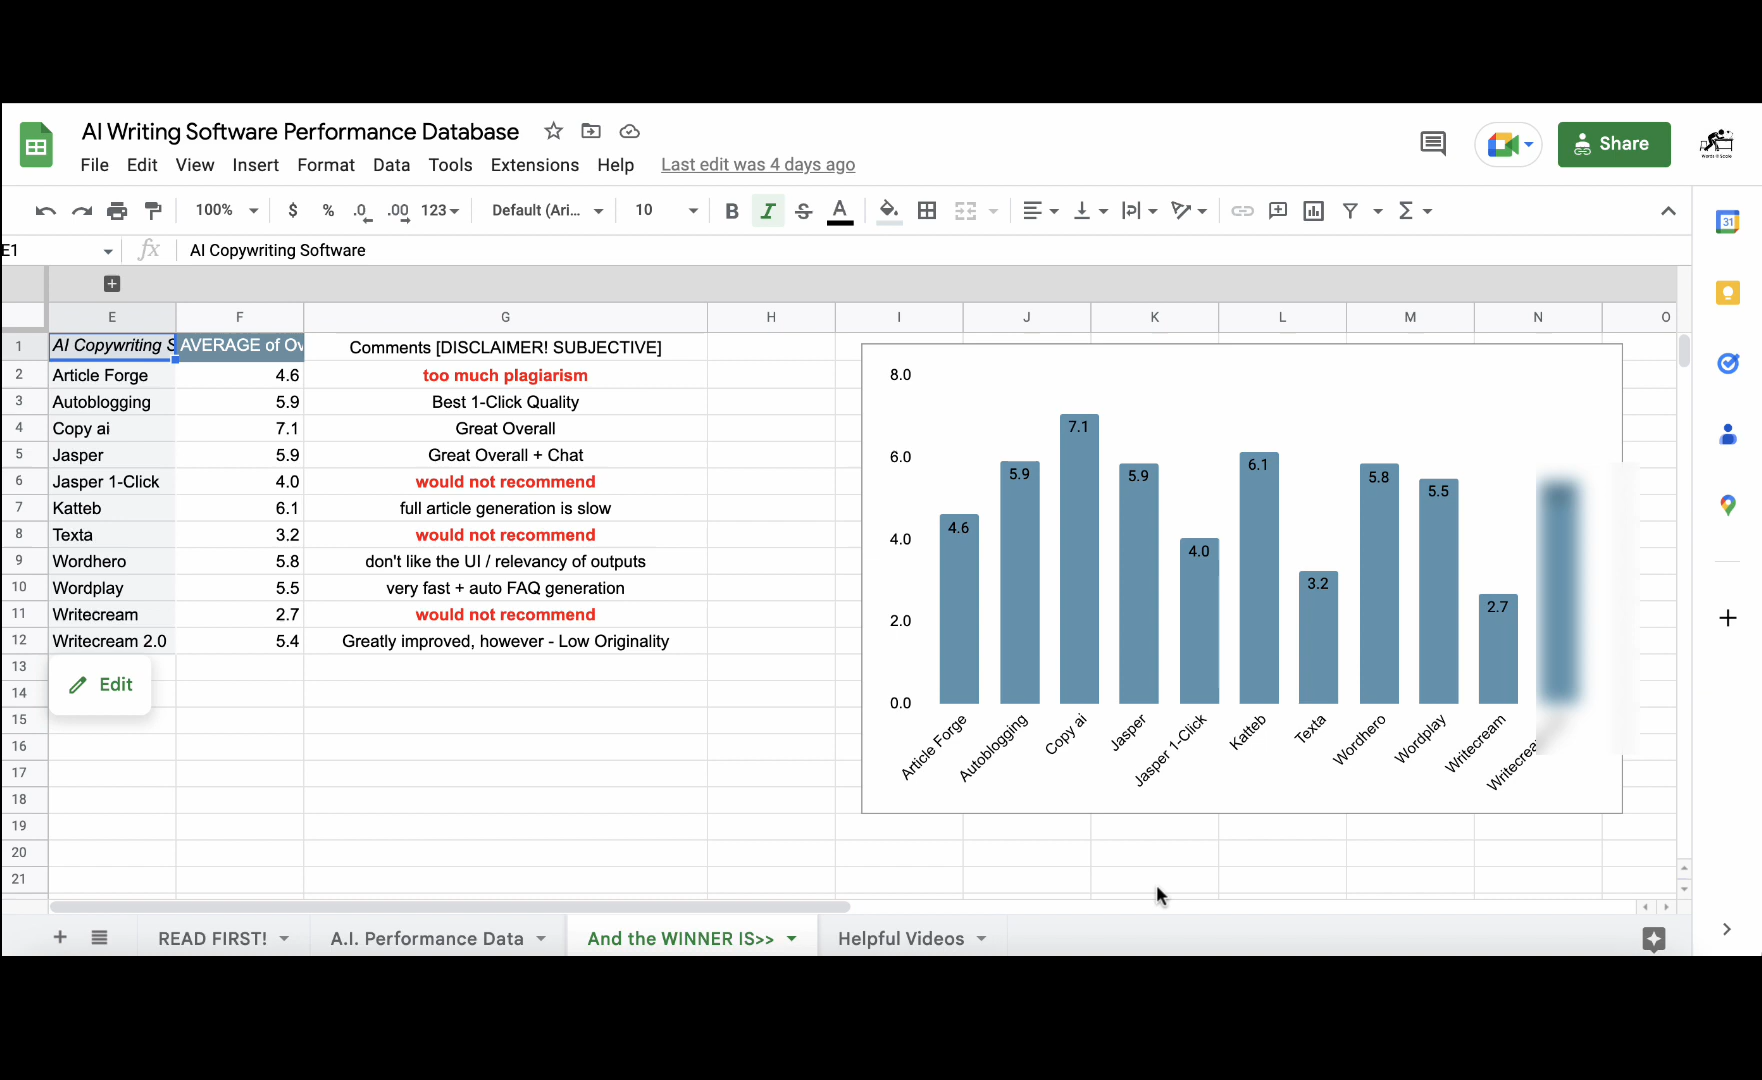 AI Writing Software Performance Database
File Edit View Insert Format Data Tools Extensions Help Last edit was 4 days ago
Share
100% $ % .0 .00 123 Default (Ari... 10 B I S A
E1 fx AI Copywriting Software
E F G H I J K L M N O
1 AI Copywriting S AVERAGE of Ov Comments [DISCLAIMER! SUBJECTIVE]
2 Article Forge 4.6 too much plagiarism
3 Autoblogging 5.9 Best 1-Click Quality
4 Copy ai 7.1 Great Overall
5 Jasper 5.9 Great Overall + Chat
6 Jasper 1-Click 4.0 would not recommend
7 Katteb 6.1 full article generation is slow
8 Texta 3.2 would not recommend
9 Wordhero 5.8 don't like the UI / relevancy of outputs
10 Wordplay 5.5 very fast + auto FAQ generation
11 Writecream 2.7 would not recommend
12 Writecream 2.0 5.4 Greatly improved, however - Low Originality
13
14
15
16
17
18
19
20
21
Edit
8.0
6.0
4.0
2.0
0.0
4.6 5.9 7.1 5.9 4.0 6.1 3.2 5.8 5.5 2.7
Article Forge Autoblogging Copy ai Jasper Jasper 1-Click Katteb Texta Wordhero Wordplay Writecream Writecrea
READ FIRST! A.I. Performance Data And the WINNER IS>> Helpful Videos
31